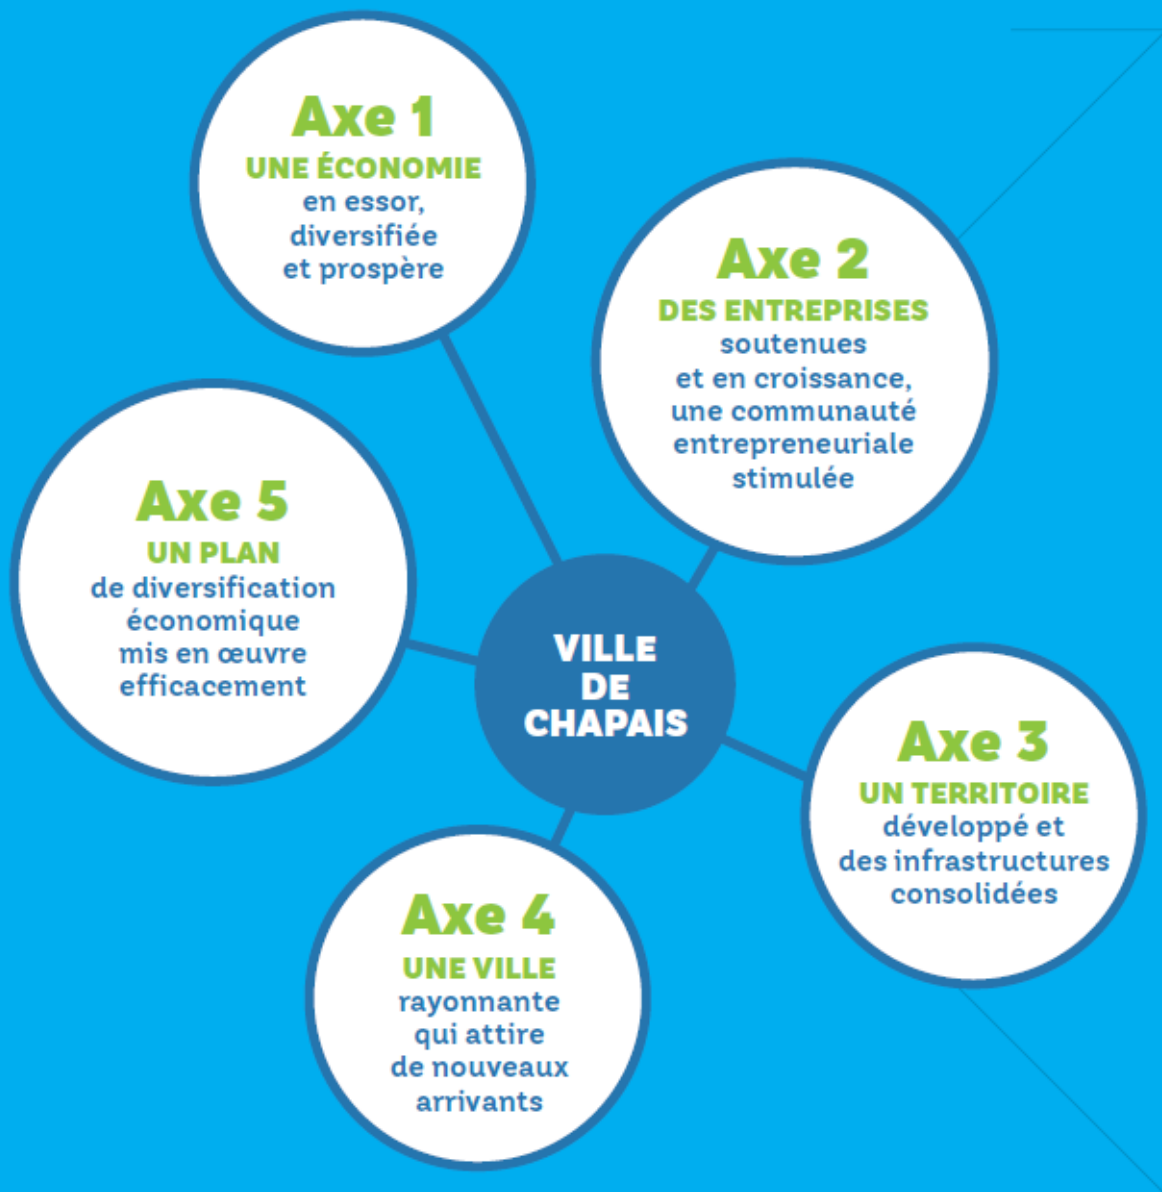 Axe 1
UNE ÉCONOMIE
en essor,
diversifiée
et prospère
Axe 2
DES ENTREPRISES
soutenues
et en croissance,
une communauté
entrepreneuriale
stimulée
Axe 5
UN PLAN
de diversification
économique
mis en œuvre
efficacement
VILLE
DE
CHAPAIS
Axe 3
UN TERRITOIRE
développé et
des infrastructures
consolidées
Axe 4
UNE VILLE
rayonnante
qui attire
de nouveaux
arrivants